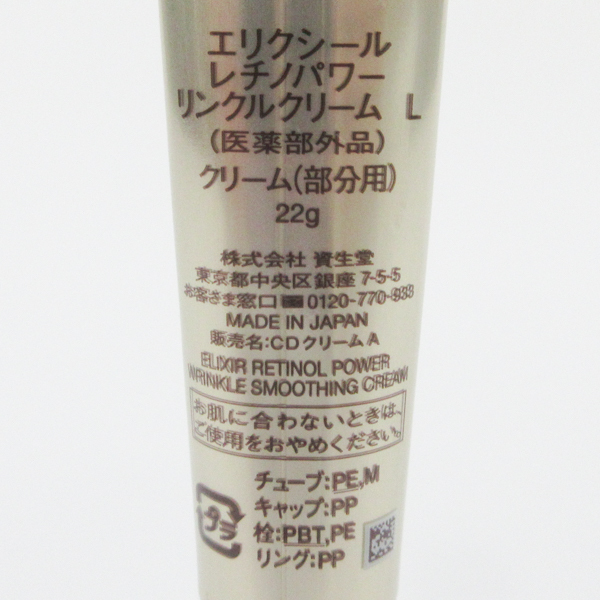 エリクシール
レチノパワー
リンクルクリーム L
(医薬部外品)
クリーム(部分用)
22g
株式会社 資生堂
東京都中央区銀座 7-5-5
お客さま窓口 0120-770-933
MADE IN JAPAN
販売名:CDクリームA
ELIXIR RETINOL POWER
WRINKLE SMOOTHING CREAM
お肌に合わないときは、
ご使用をおやめください。
チューブ:PE,M
キャップ:PP
栓:PBT,PE
リング:PP
プラ